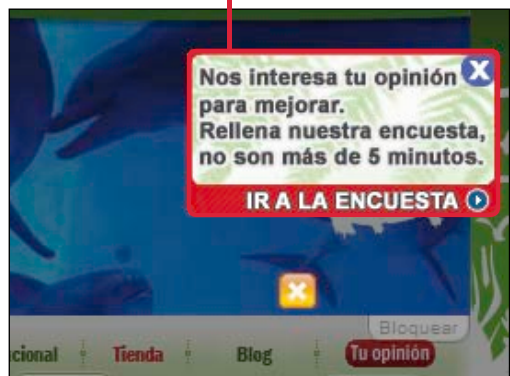 Nos interesa tu opinión
para mejorar.
Rellena nuestra encuesta,
no son más de 5 minutos.
IR A LA ENCUESTA
Bloquear
cional Tienda Blog Tu opinión